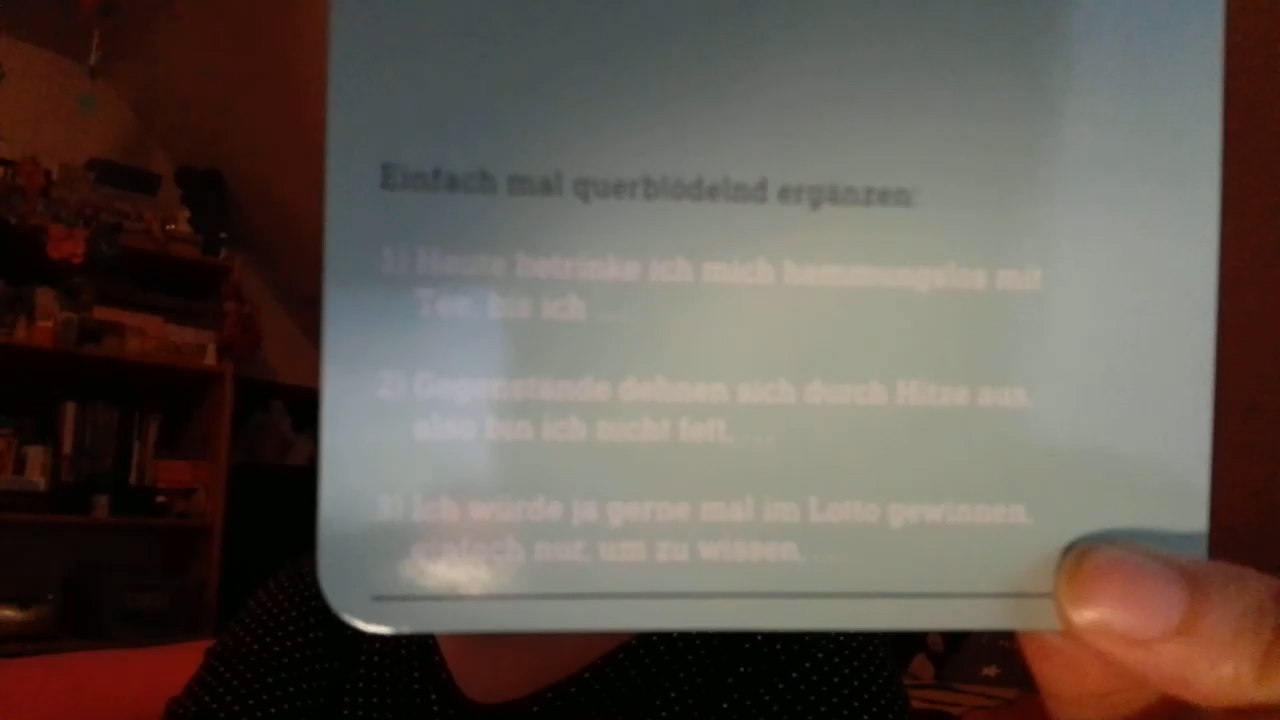 Einfach mal querblödelnd ergänzen:
1) Heute betrinke ich mich hemmungslos mit
Tee, bis ich ...
2) Gegenstände dehnen sich durch Hitze aus,
also bin ich nicht fett, ...
3) Ich würde ja gerne mal im Lotto gewinnen,
einfach nur, um zu wissen, ...